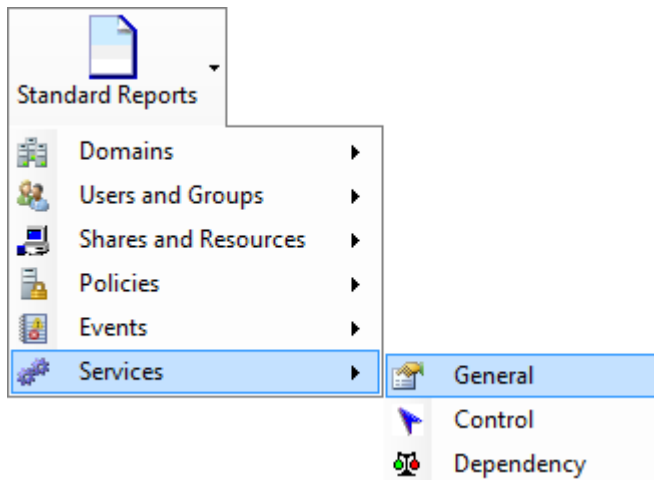 Standard Reports
Domains
Users and Groups
Shares and Resources
Policies
Events
Services
General
Control
Dependency